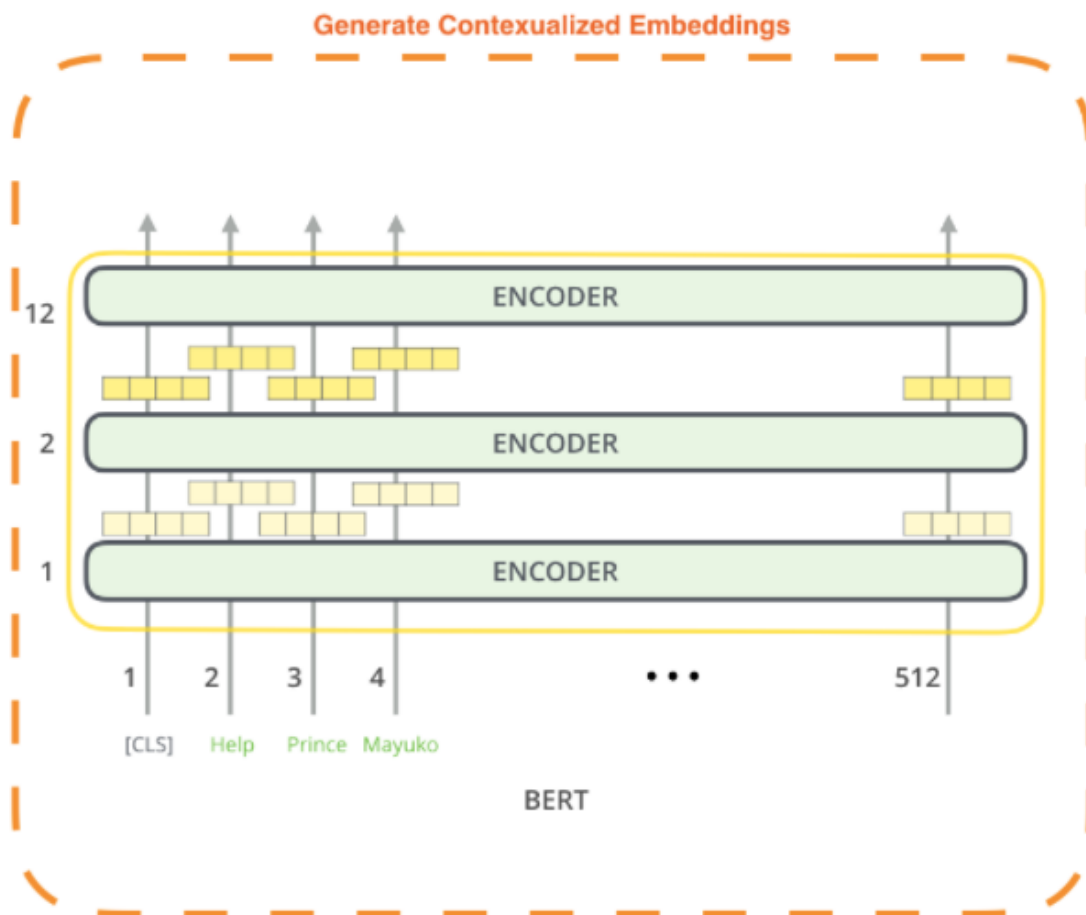 Generate Contexualized Embeddings
12 ENCODER
2 ENCODER
1 ENCODER
1 2 3 4 ... 512
[CLS] Help Prince Mayuko
BERT